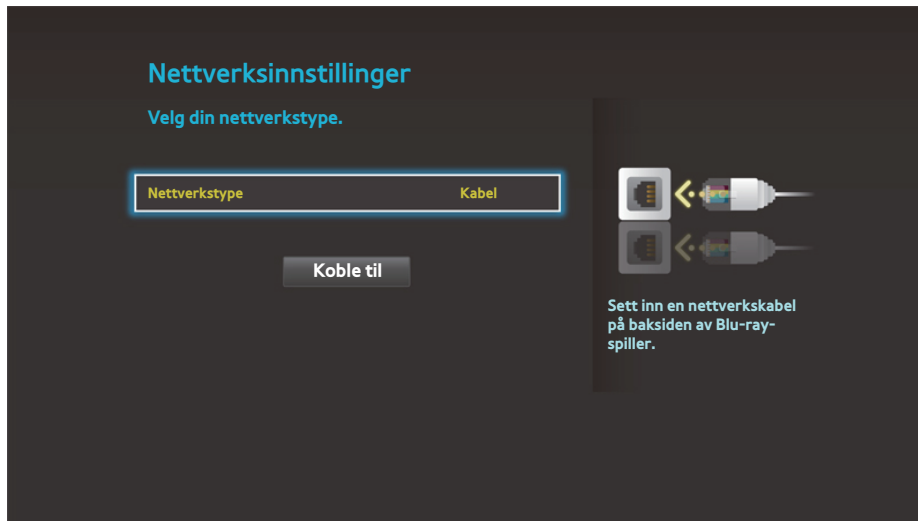 Nettverksinnstillinger
Velg din nettverkstype.
Nettverkstype Kabel
Koble til
Sett inn en nettverkskabel
på baksiden av Blu-ray-
spiller.